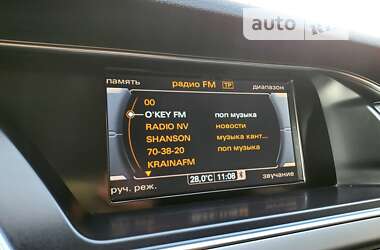 auto
память
радио FM TP
диапазон
00
O'KEY FM поп музыка
RADIO NV новости
SHANSON музыка кант...
70-38-20 поп музыка
KRAINAFM
руч. реж.
28,0°C 11:08
звучание